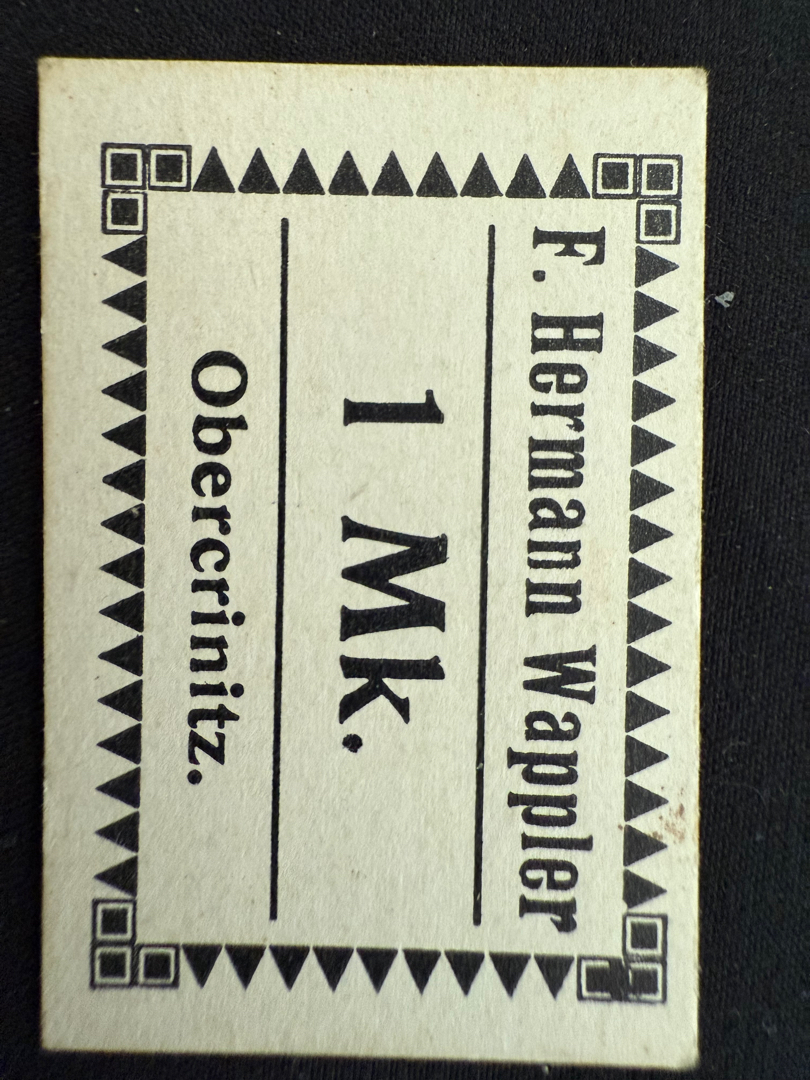 F. Hermann Wappler
1 Mk.
Obercrinitz.